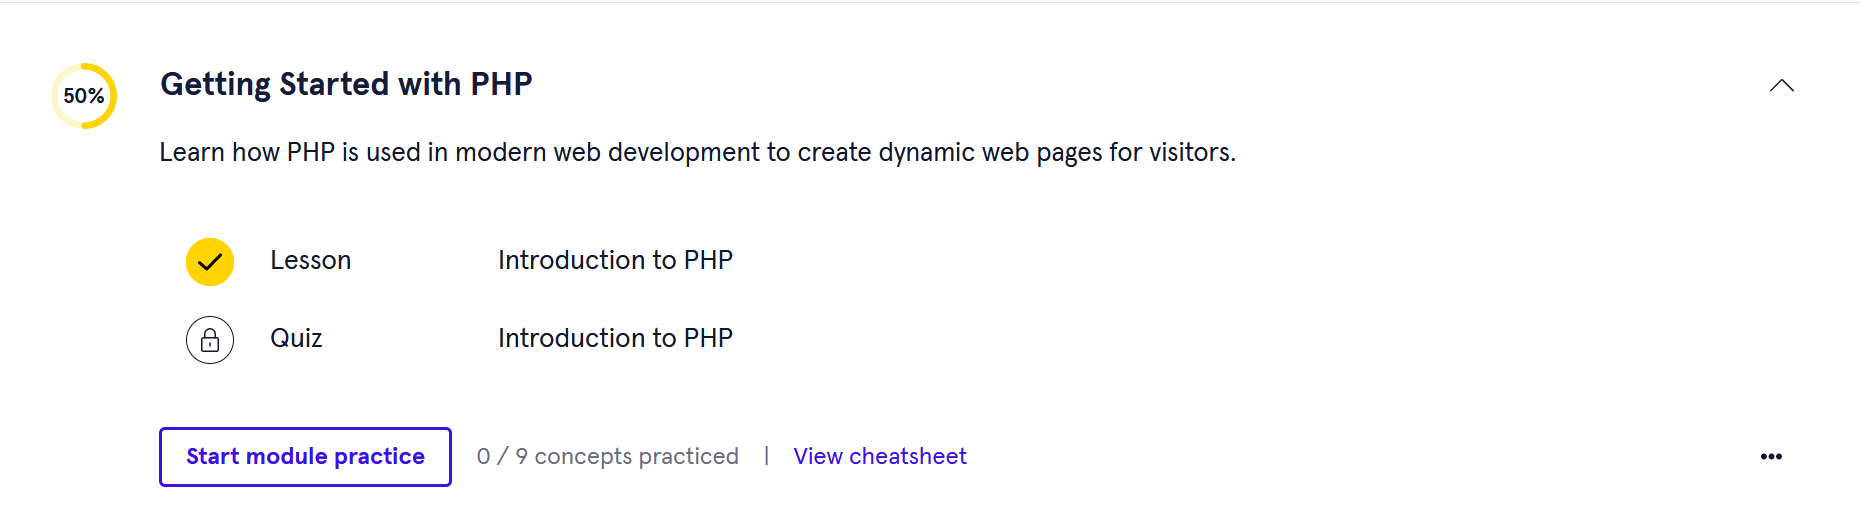 50%
Getting Started with PHP
Learn how PHP is used in modern web development to create dynamic web pages for visitors.
Lesson Introduction to PHP
Quiz Introduction to PHP
Start module practice 0 / 9 concepts practiced | View cheatsheet